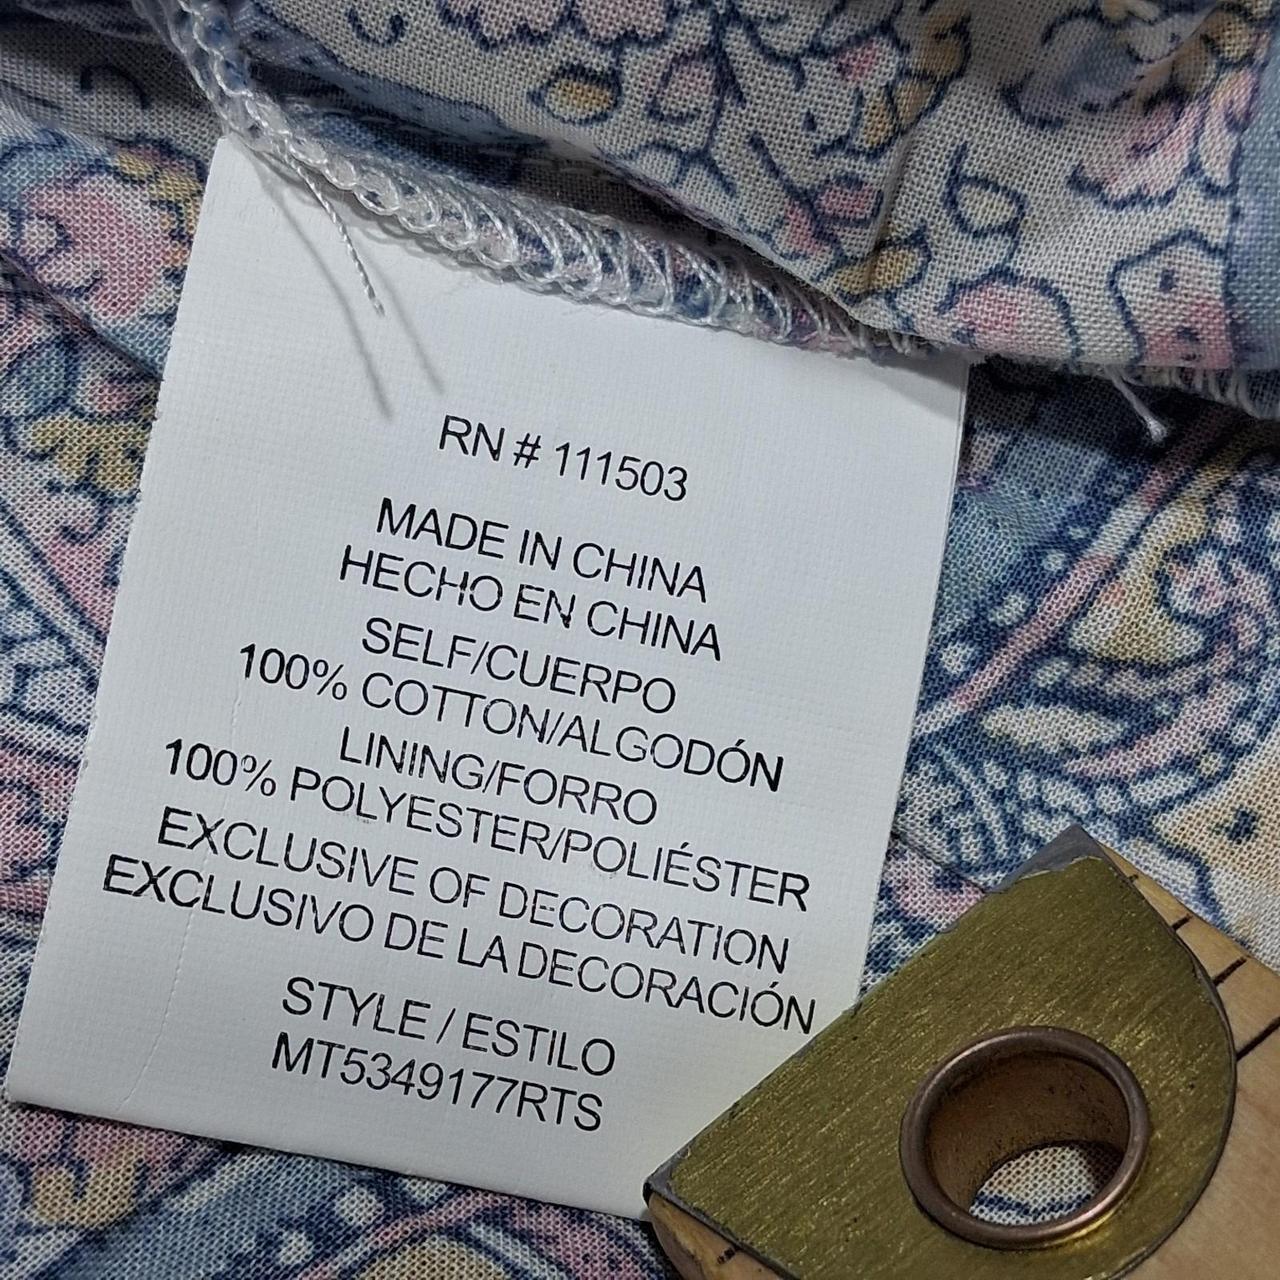 RN # 111503
MADE IN CHINA
HECHO EN CHINA
SELF/CUERPO
100% COTTON/ALGODÓN
LINING/FORRO
100% POLYESTER/POLIÉSTER
EXCLUSIVE OF DECORATION
EXCLUSIVO DE LA DECORACIÓN
STYLE / ESTILO
MT5349177RTS